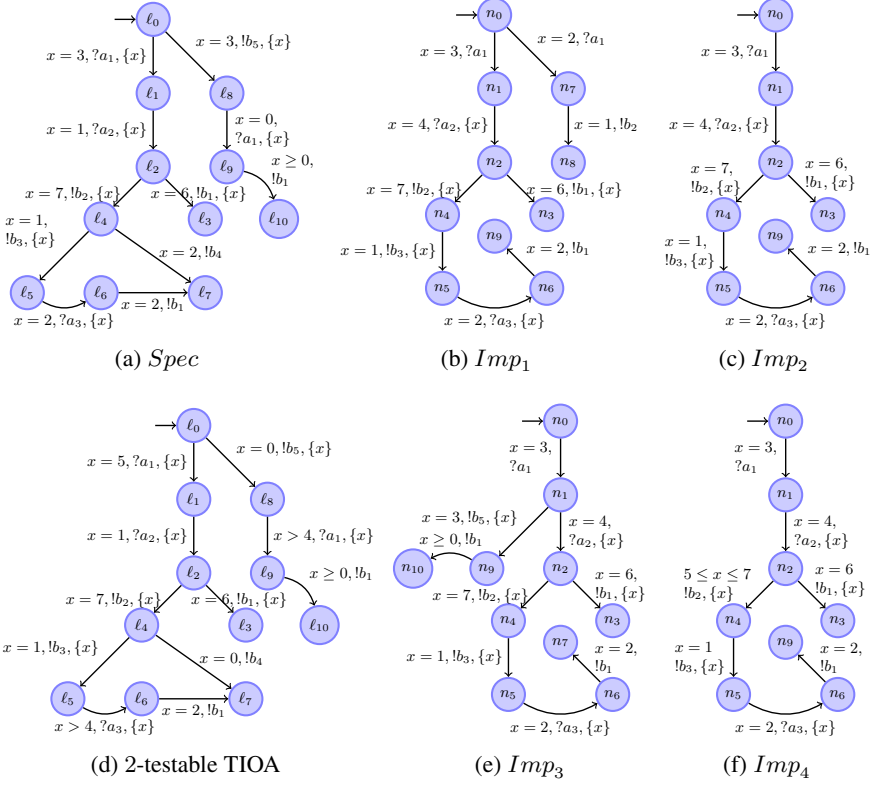 ℓ0
x = 3, ?a1, {x}
x = 3, !b5, {x}
ℓ1
ℓ8
x = 1, ?a2, {x}
x = 0,
?a1, {x}
ℓ2
ℓ9
x ≥ 0,
!b1
x = 7, !b2, {x}
x = 6, !b1, {x}
ℓ4
ℓ3
ℓ10
x = 1,
!b3, {x}
x = 2, !b4
ℓ5
ℓ6
ℓ7
x = 2, ?a3, {x}
x = 2, !b1
(a) Spec
n0
x = 3, ?a1
x = 2, ?a1
n1
n7
x = 4, ?a2, {x}
x = 1, !b2
n2
n8
x = 7, !b2, {x}
x = 6, !b1, {x}
n4
n3
n9
x = 1, !b3, {x}
x = 2, !b1
n5
n6
x = 2, ?a3, {x}
(b) Imp1
n0
x = 3, ?a1
n1
x = 4, ?a2, {x}
n2
x = 7,
!b2, {x}
x = 6,
!b1, {x}
n4
n3
n9
x = 1,
!b3, {x}
x = 2, !b1
n5
n6
x = 2, ?a3, {x}
(c) Imp2
ℓ0
x = 5, ?a1, {x}
x = 0, !b5, {x}
ℓ1
ℓ8
x = 1, ?a2, {x}
x > 4, ?a1, {x}
ℓ2
ℓ9
x ≥ 0, !b1
x = 7, !b2, {x}
x = 6, !b1, {x}
ℓ4
ℓ3
ℓ10
x = 1, !b3, {x}
x = 0, !b4
ℓ5
ℓ6
ℓ7
x > 4, ?a3, {x}
x = 2, !b1
(d) 2-testable TIOA
n0
x = 3,
?a1
n1
x = 3, !b5, {x}
x = 4,
?a2, {x}
x ≥ 0, !b1
n10
n9
n2
x = 7, !b2, {x}
x = 6,
!b1, {x}
n4
n3
n7
x = 1, !b3, {x}
x = 2,
!b1
n5
n6
x = 2, ?a3, {x}
(e) Imp3
n0
x = 3,
?a1
n1
x = 4,
?a2, {x}
n2
5 ≤ x ≤ 7
!b2, {x}
x = 6
!b1, {x}
n4
n3
n9
x = 1
!b3, {x}
x = 2,
!b1
n5
n6
x = 2, ?a3, {x}
(f) Imp4